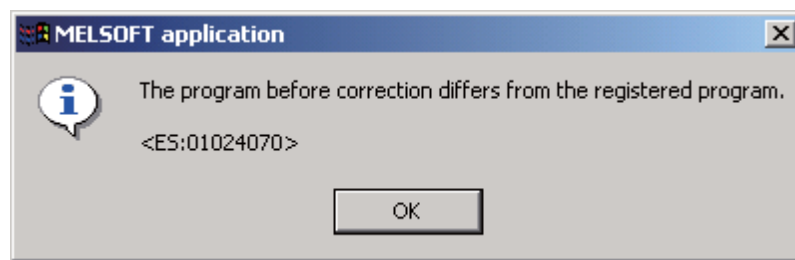 MELSOFT application
The program before correction differs from the registered program.
<ES:01024070>
OK